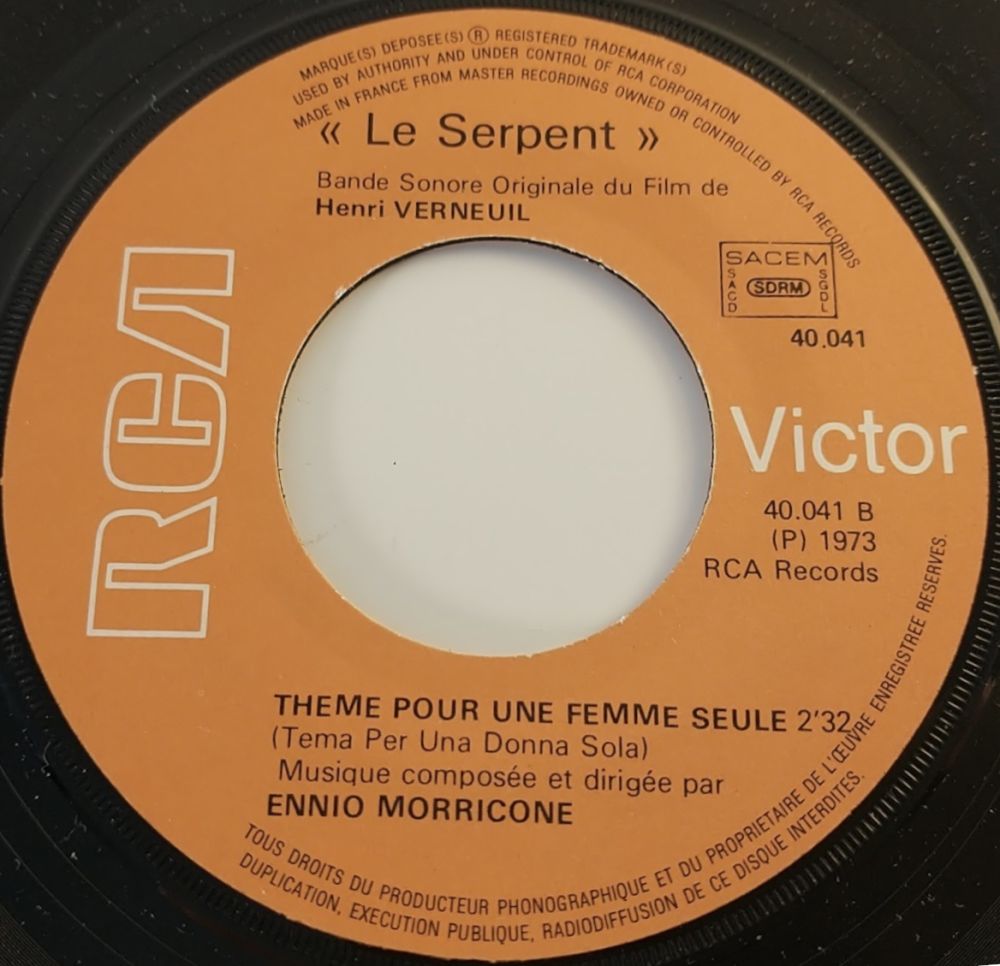 MARQUE(S) DEPOSEE(S) ® REGISTERED TRADEMARK(S)
USED BY AUTHORITY AND UNDER CONTROL OF RCA CORPORATION
MADE IN FRANCE FROM MASTER RECORDINGS OWNED OR CONTROLLED BY RCA RECORDS
« Le Serpent »
Bande Sonore Originale du Film de
Henri VERNEUIL
RCA
SACEM
SACD
SDRM
SGDL
40.041
Victor
40.041 B
(P) 1973
RCA Records
THEME POUR UNE FEMME SEULE 2'32
(Tema Per Una Donna Sola)
Musique composée et dirigée par
ENNIO MORRICONE
TOUS DROITS DU PRODUCTEUR PHONOGRAPHIQUE ET DU PROPRIETAIRE DE L'ŒUVRE ENREGISTREE RESERVES.
DUPLICATION, EXECUTION PUBLIQUE, RADIODIFFUSION DE CE DISQUE INTERDITES.